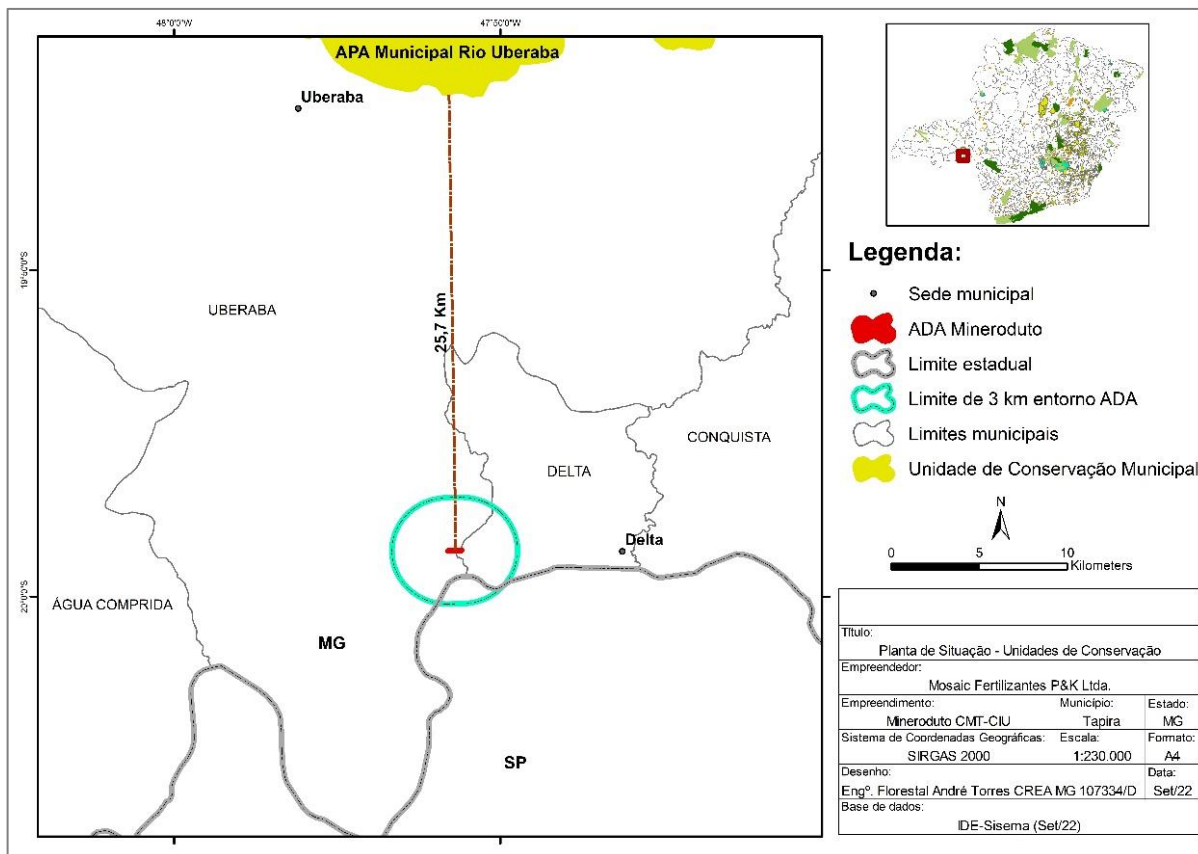 48°0'0"W
47°50'0"W
APA Municipal Rio Uberaba
Uberaba
19°50'0"S
UBERABA
25,7 Km
CONQUISTA
DELTA
Delta
20°0'0"S
ÁGUA COMPRIDA
MG
SP
Legenda:
Sede municipal
ADA Mineroduto
Limite estadual
Limite de 3 km entorno ADA
Limites municipais
Unidade de Conservação Municipal
N
0 5 10
Kilometers
Título:
Planta de Situação - Unidades de Conservação
Empreendedor:
Mosaic Fertilizantes P&K Ltda.
Empreendimento: Município: Estado:
Mineroduto CMT-CIU Tapira MG
Sistema de Coordenadas Geográficas: Escala: Formato:
SIRGAS 2000 1:230.000 A4
Desenho: Data:
Engº. Florestal André Torres CREA MG 107334/D Set/22
Base de dados:
IDE-Sisema (Set/22)